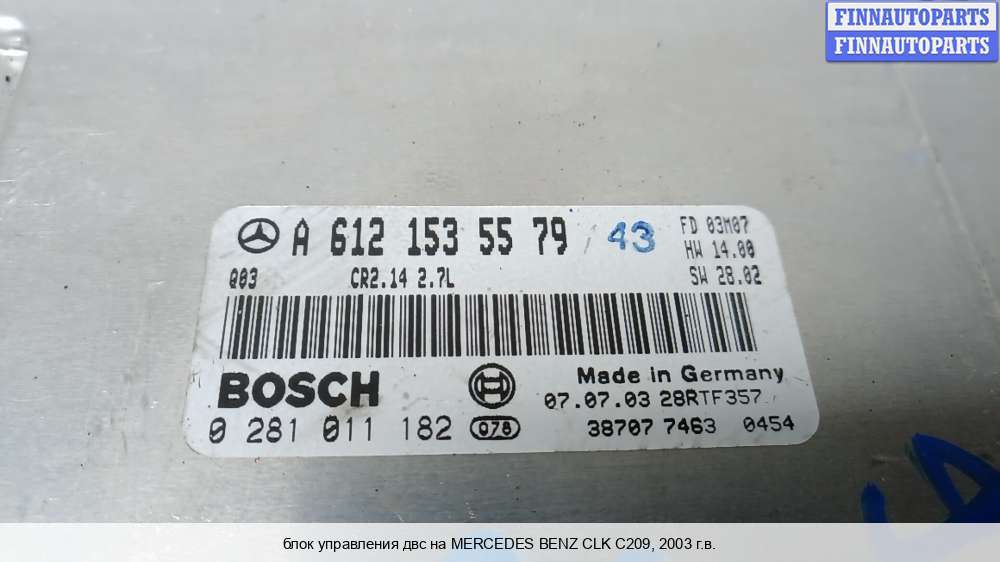 FINNAUTOPARTS
FINNAUTOPARTS
A 612 153 55 79 / 43
FD 03M07
HW 14.00
SW 28.02
Q03 CR2.14 2.7L
BOSCH
Made in Germany
07.07.03 28RTF357
0 281 011 182 Q78
38707 7463 0454
блок управления двс на MERCEDES BENZ CLK C209, 2003 г.в.